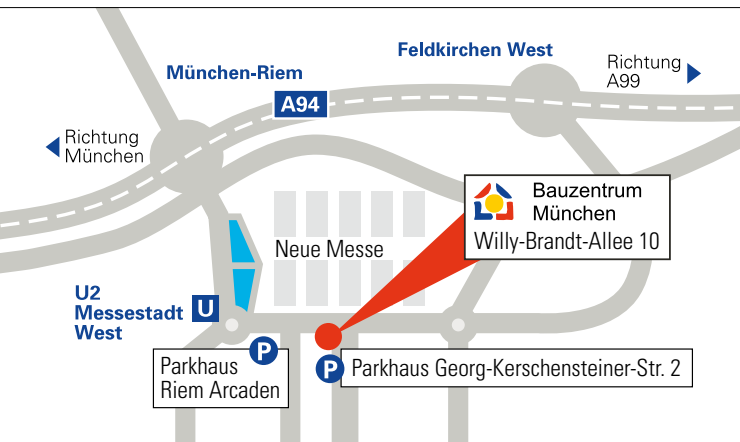 Feldkirchen West
München-Riem
Richtung
A99
A94
Richtung
München
Bauzentrum
München
Willy-Brandt-Allee 10
Neue Messe
U2
Messestadt
West
U
P
Parkhaus
Riem Arcaden
P
Parkhaus Georg-Kerschensteiner-Str. 2